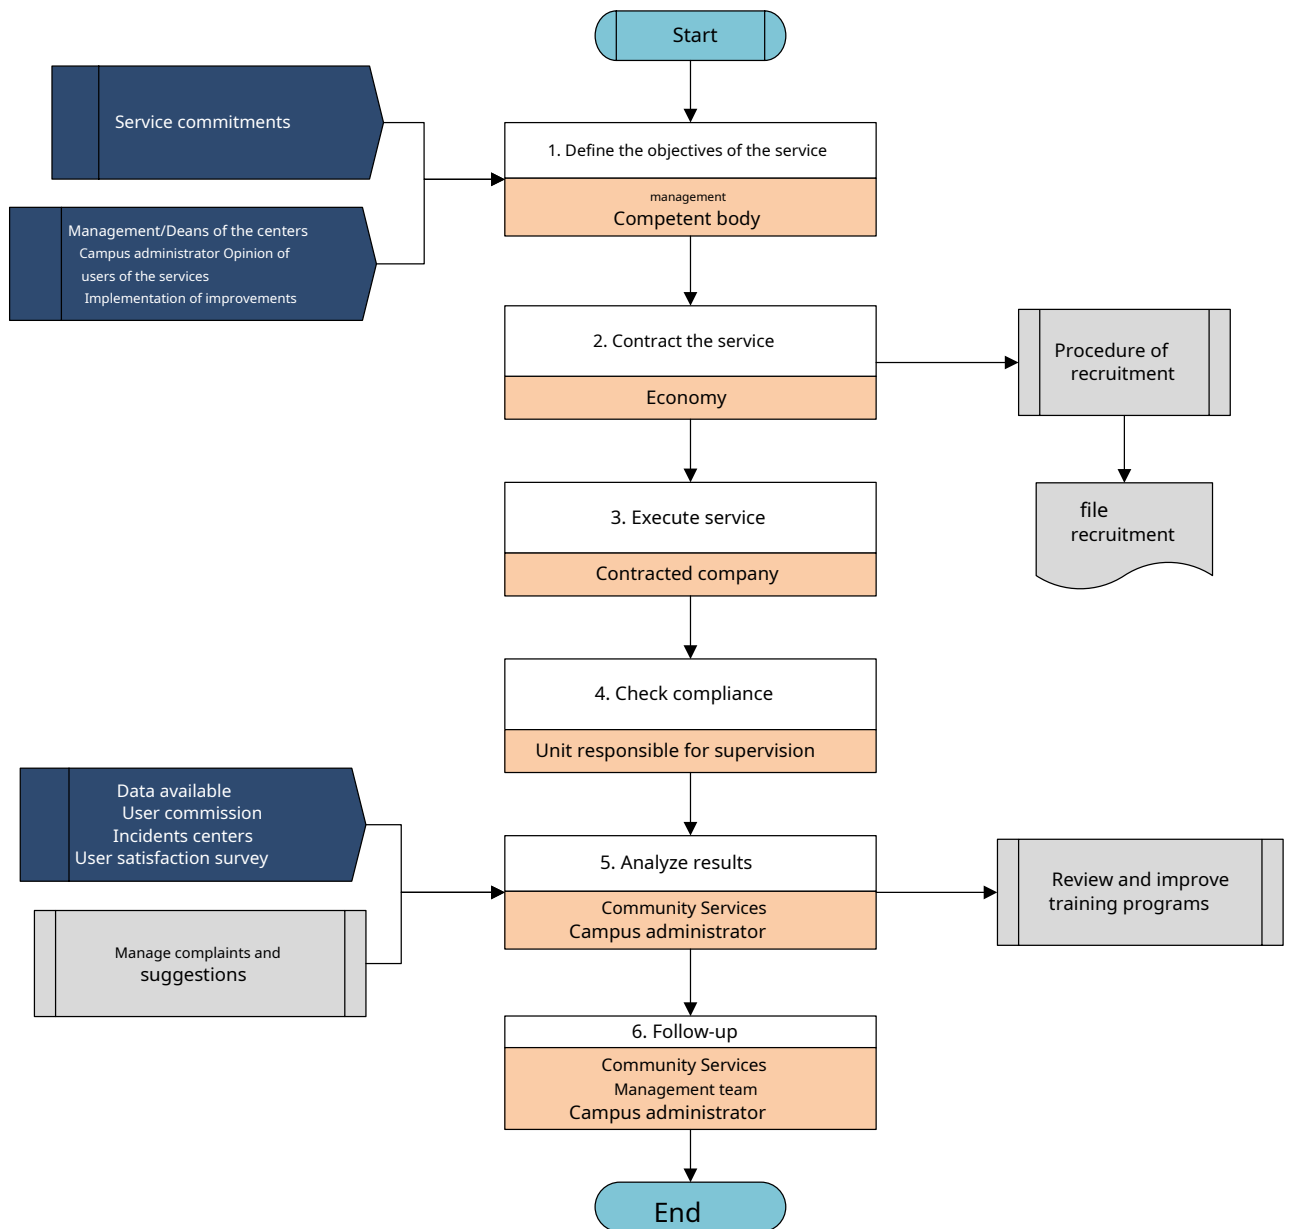 Start
Service commitments
1. Define the objectives of the service
management
Competent body
Management/Deans of the centers
Campus administrator Opinion of
users of the services
Implementation of improvements
2. Contract the service
Economy
Procedure of
recruitment
file
recruitment
3. Execute service
Contracted company
4. Check compliance
Unit responsible for supervision
Data available
User commission
Incidents centers
User satisfaction survey
Manage complaints and
suggestions
5. Analyze results
Community Services
Campus administrator
Review and improve
training programs
6. Follow-up
Community Services
Management team
Campus administrator
End